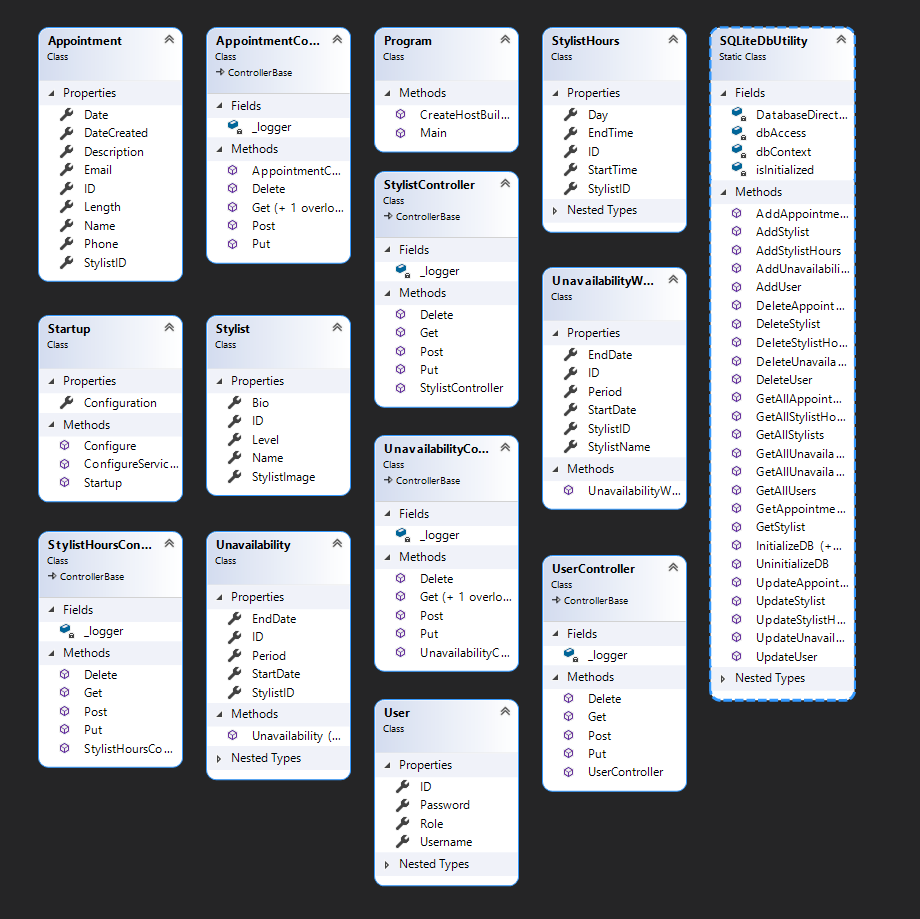 Appointment
Class
Properties
Date
DateCreated
Description
Email
ID
Length
Name
Phone
StylistID
AppointmentCo...
Class
ControllerBase
Fields
_logger
Methods
AppointmentC...
Delete
Get (+ 1 overlo...
Post
Put
Program
Class
Methods
CreateHostBuil...
Main
StylistHours
Class
Properties
Day
EndTime
ID
StartTime
StylistID
Nested Types
SQLiteDbUtility
Static Class
Fields
DatabaseDirect...
dbAccess
dbContext
isInitialized
Methods
AddAppointme...
AddStylist
AddStylistHours
AddUnavailabili...
AddUser
DeleteAppoint...
DeleteStylist
DeleteStylistHo...
DeleteUnavaila...
DeleteUser
GetAllAppoint...
GetAllStylistHo...
GetAllStylists
GetAllUnavaila...
GetAllUnavaila...
GetAllUsers
GetAppointme...
GetStylist
InitializeDB (+...
UninitializeDB
UpdateAppoint...
UpdateStylist
UpdateStylistH...
UpdateUnavail...
UpdateUser
Nested Types
StylistController
Class
ControllerBase
Fields
_logger
Methods
Delete
Get
Post
Put
StylistController
UnavailabilityW...
Class
Properties
EndDate
ID
Period
StartDate
StylistID
StylistName
Methods
UnavailabilityW...
Startup
Class
Properties
Configuration
Methods
Configure
ConfigureServic...
Startup
Stylist
Class
Properties
Bio
ID
Level
Name
StylistImage
UnavailabilityCo...
Class
ControllerBase
Fields
_logger
Methods
Delete
Get (+ 1 overlo...
Post
Put
UnavailabilityC...
StylistHoursCon...
Class
ControllerBase
Fields
_logger
Methods
Delete
Get
Post
Put
StylistHoursCo...
Unavailability
Class
Properties
EndDate
ID
Period
StartDate
StylistID
Methods
Unavailability (...
Nested Types
UserController
Class
ControllerBase
Fields
_logger
Methods
Delete
Get
Post
Put
UserController
User
Class
Properties
ID
Password
Role
Username
Nested Types